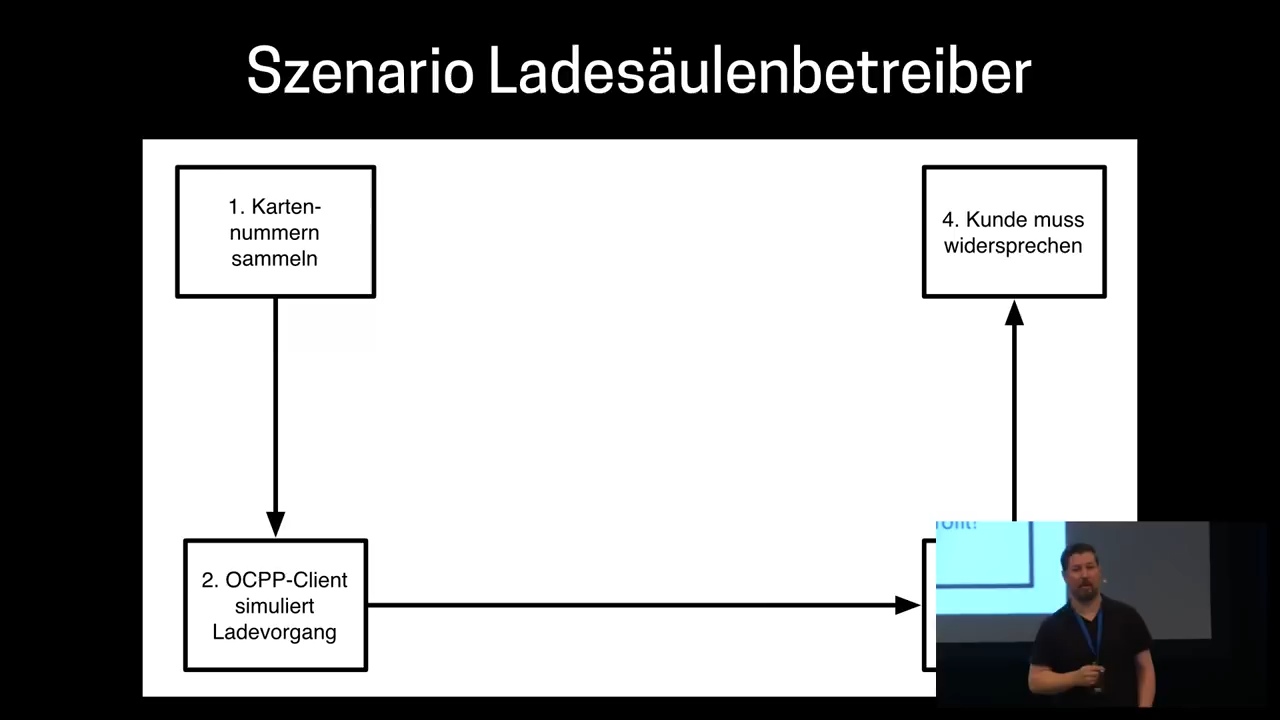 Szenario Ladesäulenbetreiber
1. Karten-
nummern
sammeln
4. Kunde muss
widersprechen
2. OCPP-Client
simuliert
Ladevorgang